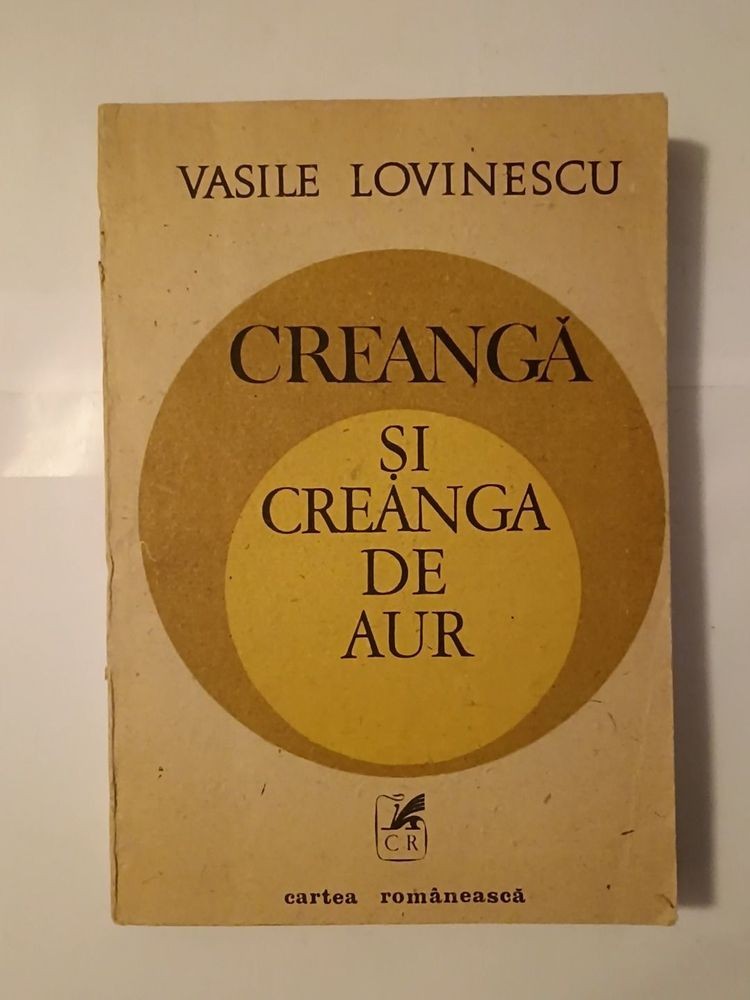 VASILE LOVINESCU
CREANGĂ
ȘI
CREANGA
DE
AUR
CR
cartea românească